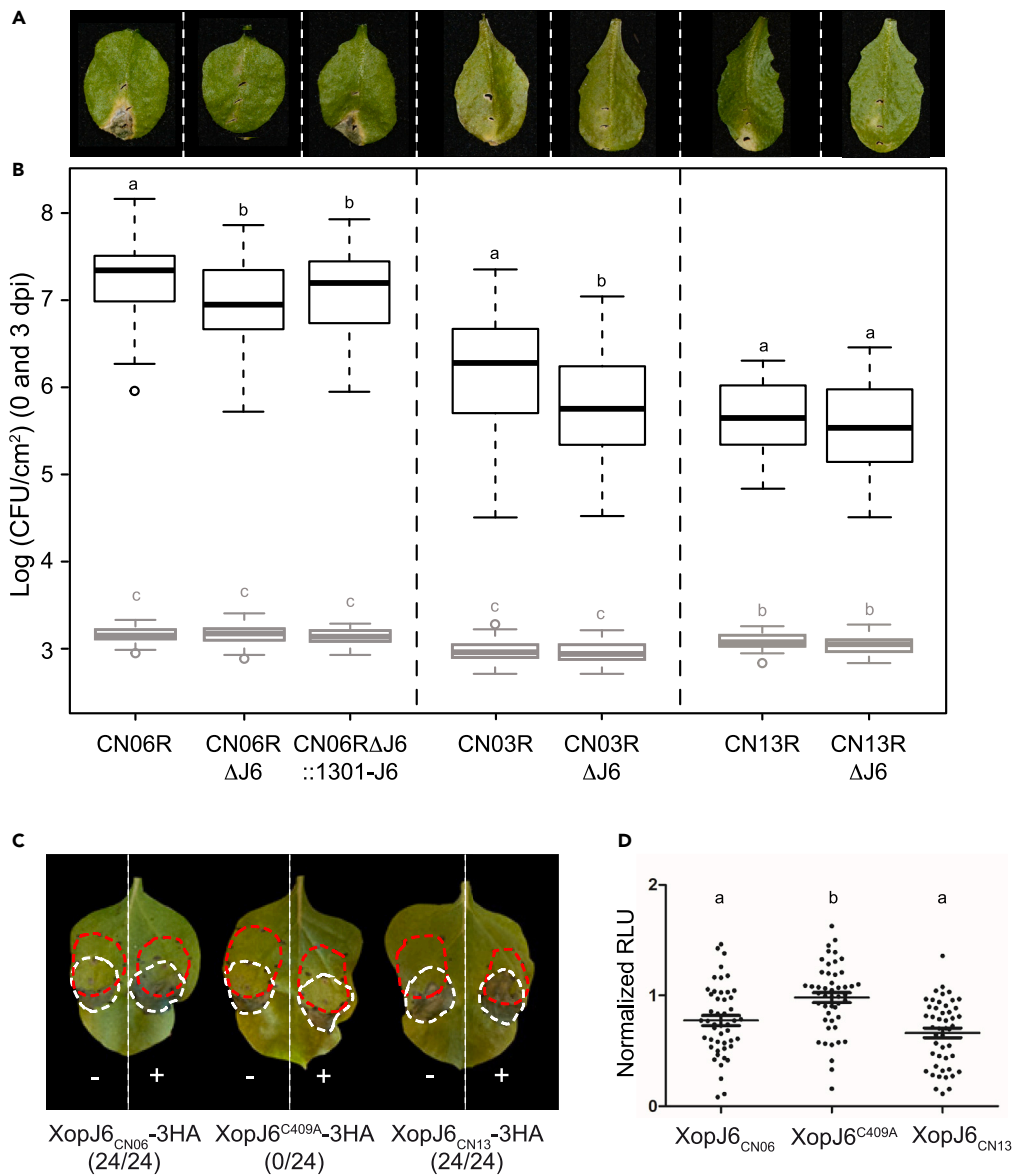 A
B
Log (CFU/cm²) (0 and 3 dpi)
8
7
6
5
4
3
a
b
b
a
b
a
a
c
c
c
c
c
b
b
CN06R
CN06R
ΔJ6
CN06RΔJ6
::1301-J6
CN03R
CN03R
ΔJ6
CN13R
CN13R
ΔJ6
C
- +
- +
- +
XopJ6CN06-3HA
(24/24)
XopJ6C409A-3HA
(0/24)
XopJ6CN13-3HA
(24/24)
D
Normalized RLU
2
1
0
a
b
a
XopJ6CN06
XopJ6C409A
XopJ6CN13